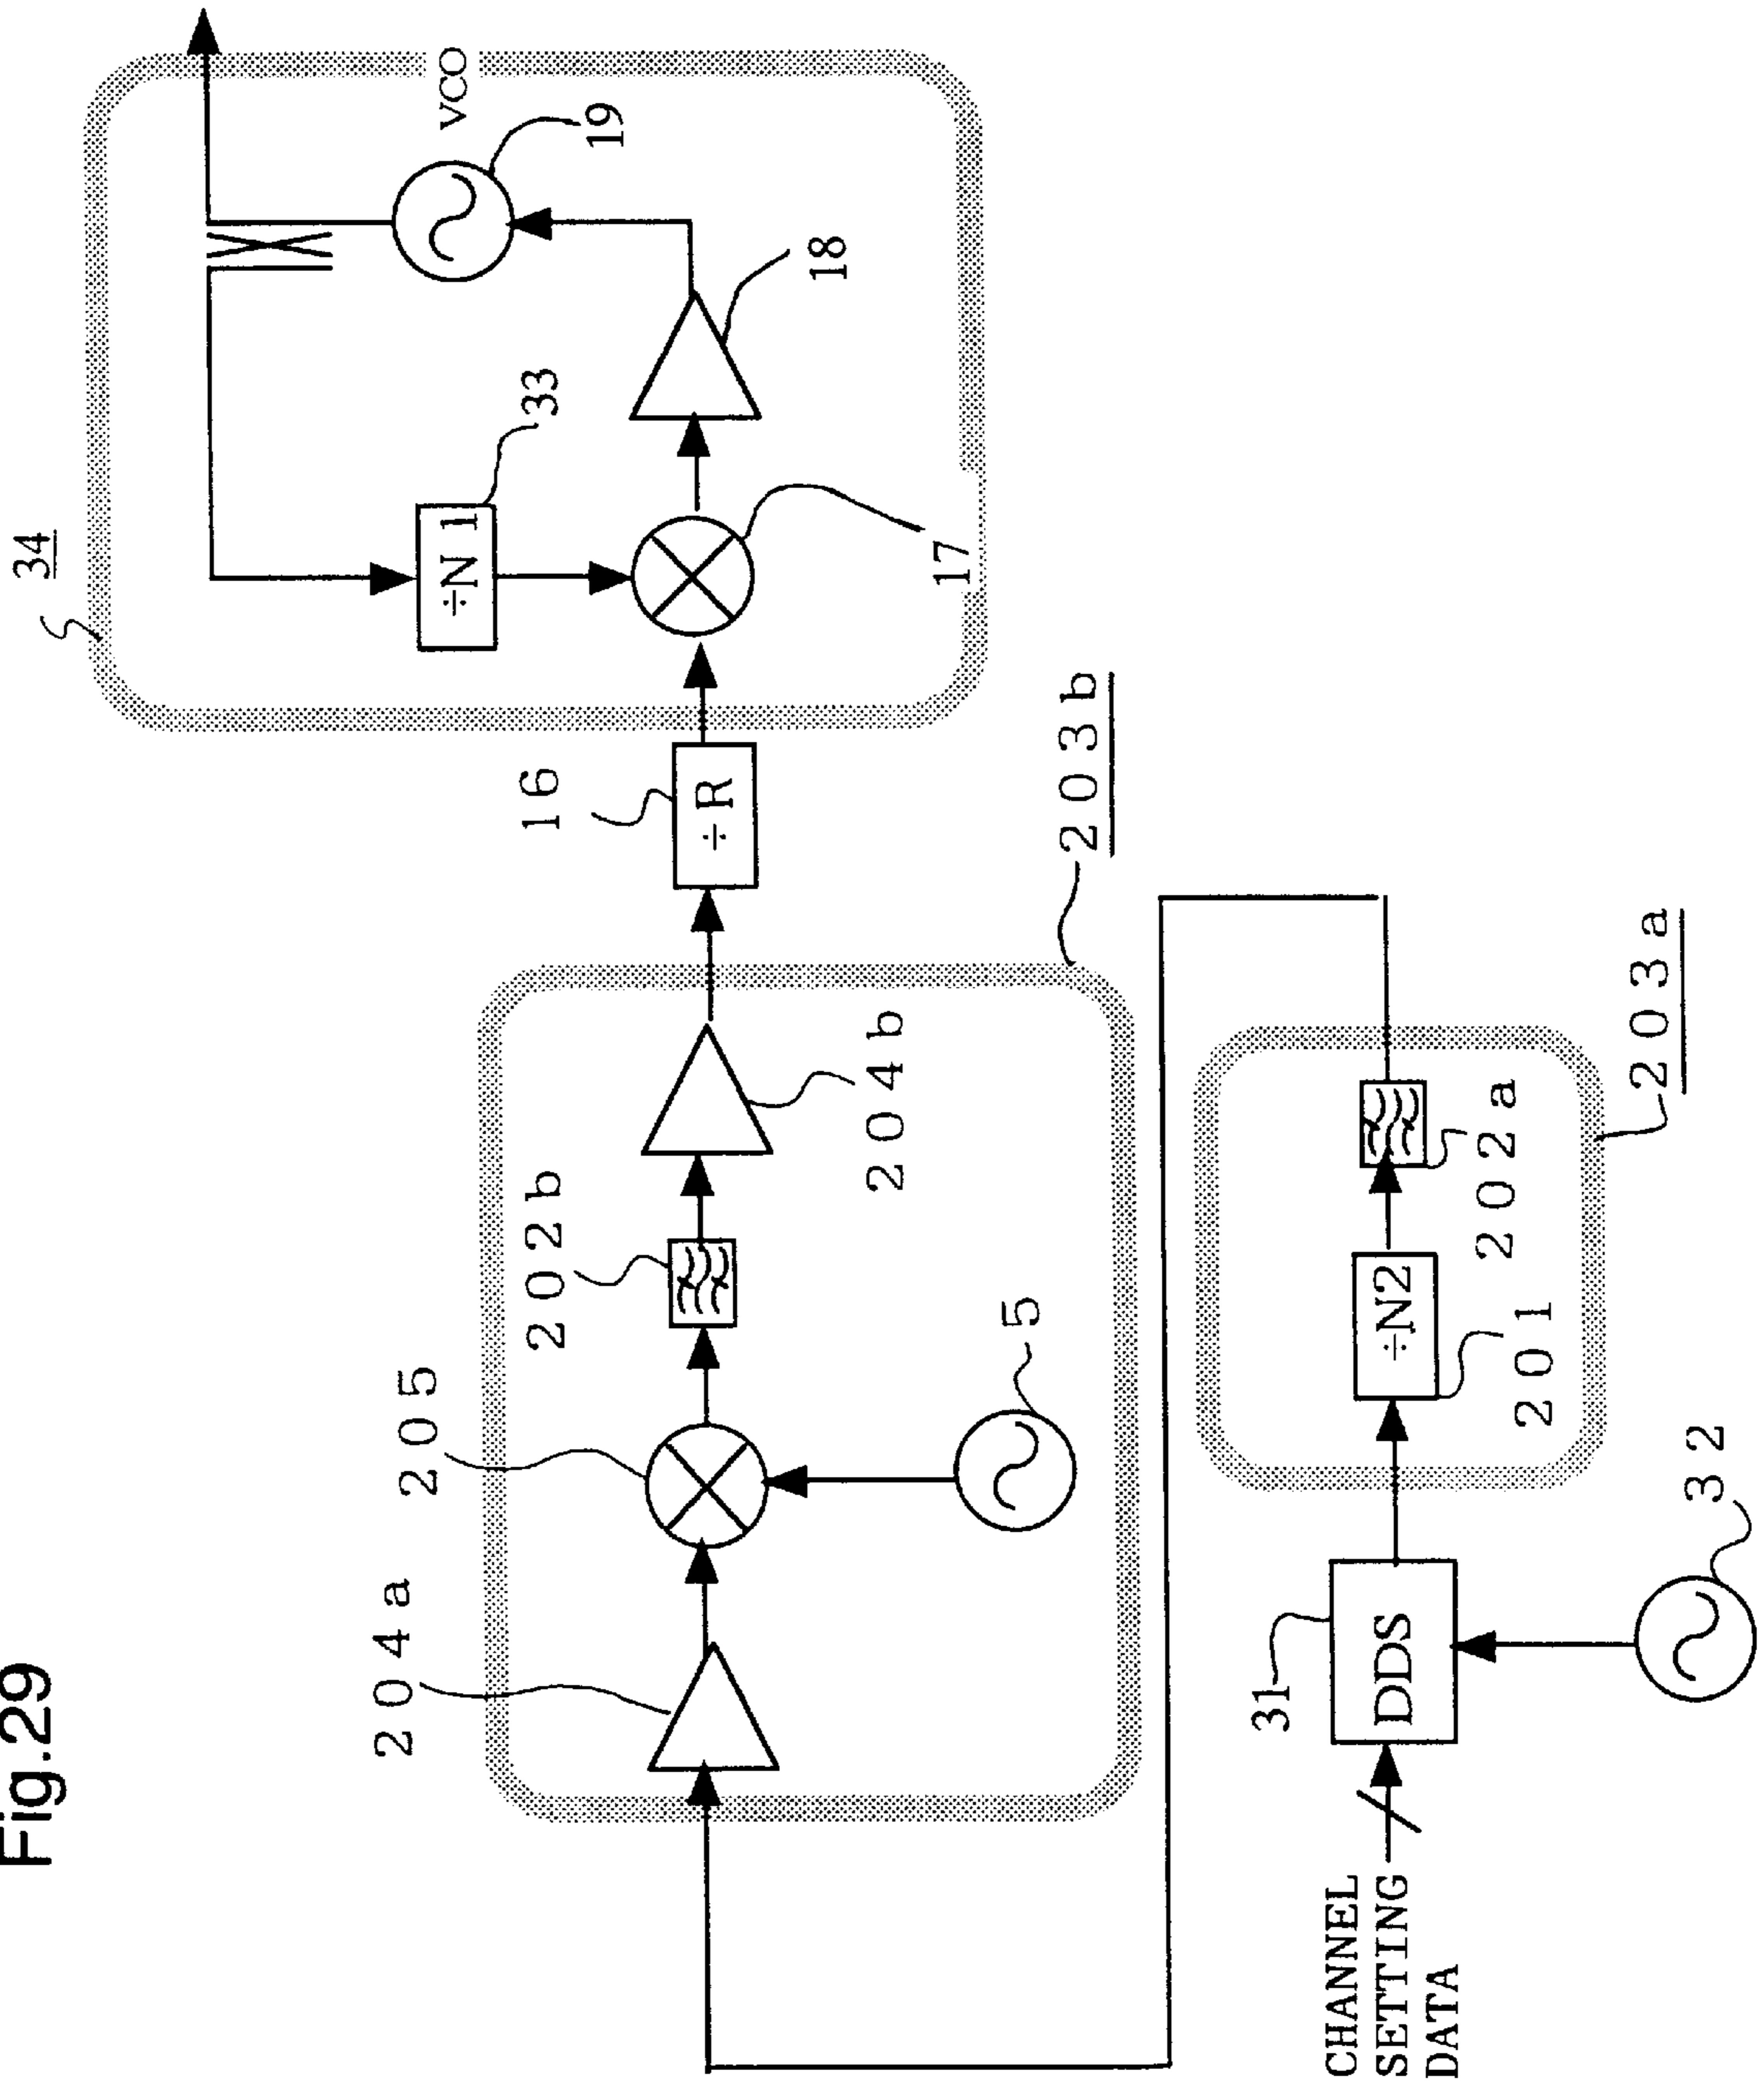 Fig.29
34
VCO
19
18
÷N 1
33
17
16
÷R
203b
204a
205
202b
204b
5
203a
÷N2
201
202a
31
DDS
32
CHANNEL
SETTING
DATA